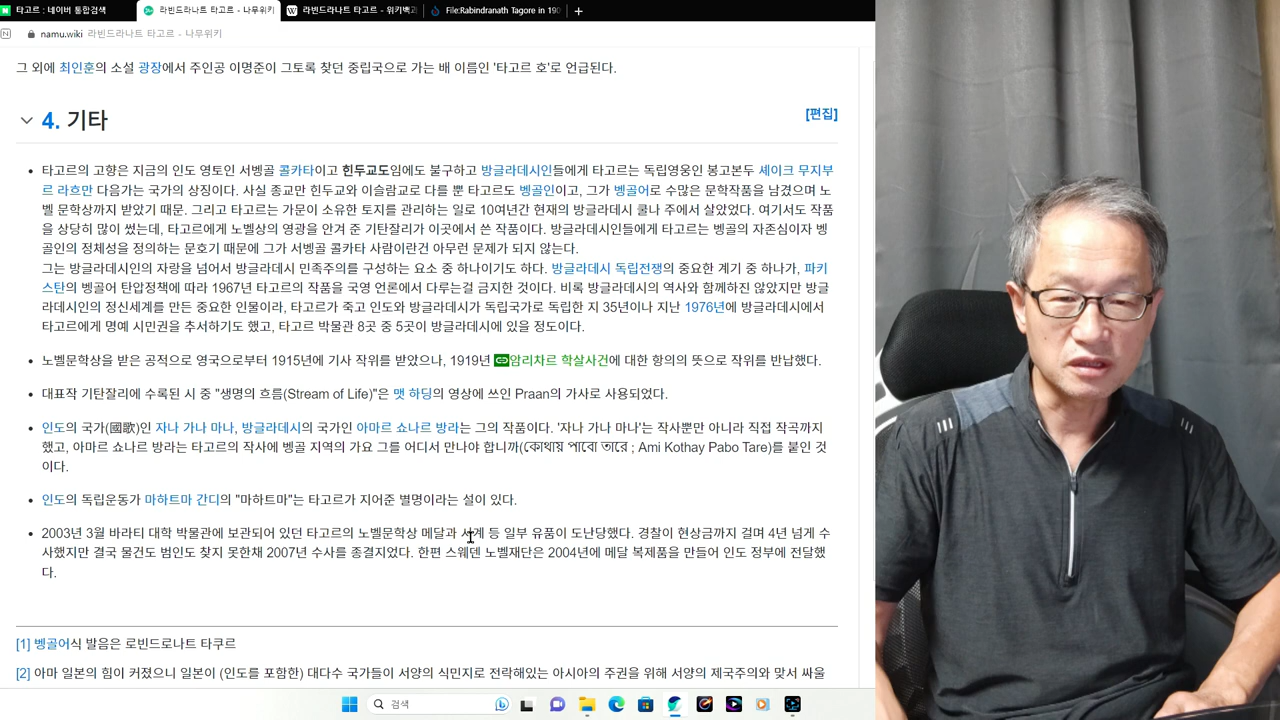 타고르 : 네이버 통합검색
라빈드라나트 타고르 - 나무위키
라빈드라나트 타고르 - 위키백과
File:Rabindranath Tagore in 190
namu.wiki 라빈드라나트 타고르 - 나무위키
그 외에 최인훈의 소설 광장에서 주인공 이명준이 그토록 찾던 중립국으로 가는 배 이름인 '타고르 호'로 언급된다.
4. 기타
[편집]
타고르의 고향은 지금의 인도 영토인 서벵골 콜카타이고 힌두교도임에도 불구하고 방글라데시인들에게 타고르는 독립영웅인 봉고본두 셰이크 무지부
르 라흐만 다음가는 국가의 상징이다. 사실 종교만 힌두교와 이슬람교로 다를 뿐 타고르도 벵골인이고, 그가 벵골어로 수많은 문학작품을 남겼으며 노
벨 문학상까지 받았기 때문. 그리고 타고르는 가문이 소유한 토지를 관리하는 일로 10여년간 현재의 방글라데시 쿨나 주에서 살았었다. 여기서도 작품
을 상당히 많이 썼는데, 타고르에게 노벨상의 영광을 안겨 준 기탄잘리가 이곳에서 쓴 작품이다. 방글라데시인들에게 타고르는 벵골의 자존심이자 벵
골인의 정체성을 정의하는 문호기 때문에 그가 서벵골 콜카타 사람이란건 아무런 문제가 되지 않는다.
그는 방글라데시인의 자랑을 넘어서 방글라데시 민족주의를 구성하는 요소 중 하나이기도 하다. 방글라데시 독립전쟁의 중요한 계기 중 하나가, 파키
스탄의 벵골어 탄압정책에 따라 1967년 타고르의 작품을 국영 언론에서 다루는걸 금지한 것이다. 비록 방글라데시의 역사와 함께하진 않았지만 방글
라데시인의 정신세계를 만든 중요한 인물이라, 타고르가 죽고 인도와 방글라데시가 독립국가로 독립한 지 35년이나 지난 1976년에 방글라데시에서
타고르에게 명예 시민권을 추서하기도 했고, 타고르 박물관 8곳 중 5곳이 방글라데시에 있을 정도이다.
노벨문학상을 받은 공적으로 영국으로부터 1915년에 기사 작위를 받았으나, 1919년 암리차르 학살사건에 대한 항의의 뜻으로 작위를 반납했다.
대표작 기탄잘리에 수록된 시 중 "생명의 흐름(Stream of Life)"은 맷 하딩의 영상에 쓰인 Praan의 가사로 사용되었다.
인도의 국가(國歌)인 자나 가나 마나, 방글라데시의 국가인 아마르 쇼나르 방라는 그의 작품이다. '자나 가나 마나'는 작사뿐만 아니라 직접 작곡까지
했고, 아마르 쇼나르 방라는 타고르의 작사에 벵골 지역의 가요 그를 어디서 만나야 합니까(কোথায় পাবো তারে ; Ami Kothay Pabo Tare)를 붙인 것
이다.
인도의 독립운동가 마하트마 간디의 "마하트마"는 타고르가 지어준 별명이라는 설이 있다.
2003년 3월 바라티 대학 박물관에 보관되어 있던 타고르의 노벨문학상 메달과 시계 등 일부 유품이 도난당했다. 경찰이 현상금까지 걸며 4년 넘게 수
사했지만 결국 물건도 범인도 찾지 못한채 2007년 수사를 종결지었다. 한편 스웨덴 노벨재단은 2004년에 메달 복제품을 만들어 인도 정부에 전달했
다.
[1] 벵골어식 발음은 로빈드로나트 타쿠르
[2] 아마 일본의 힘이 커졌으니 일본이 (인도를 포함한) 대다수 국가들이 서양의 식민지로 전락해있는 아시아의 주권을 위해 서양의 제국주의와 맞서 싸울
검색